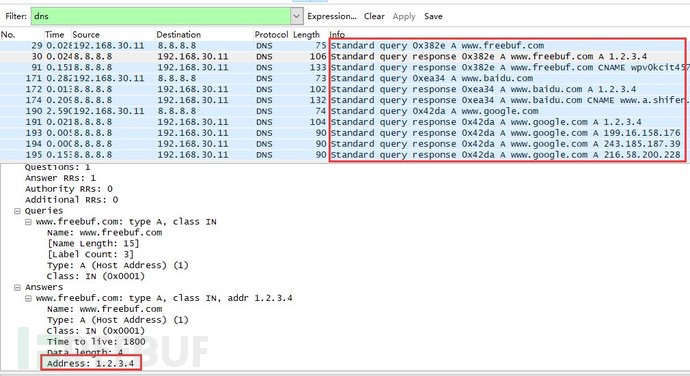 Filter: dns Expression... Clear Apply Save
No. Time Source Destination Protocol Length Info
29 0.028 192.168.30.11 8.8.8.8 DNS 75 Standard query 0x382e A www.freebuf.com
30 0.024 8.8.8.8 192.168.30.11 DNS 106 Standard query response 0x382e A www.freebuf.com A 1.2.3.4
91 0.151 8.8.8.8 192.168.30.11 DNS 133 Standard query response 0x382e A www.freebuf.com CNAME wpv0kcit457
171 0.282 192.168.30.11 8.8.8.8 DNS 73 Standard query 0xea34 A www.baidu.com
172 0.013 8.8.8.8 192.168.30.11 DNS 102 Standard query response 0xea34 A www.baidu.com A 1.2.3.4
174 0.209 8.8.8.8 192.168.30.11 DNS 132 Standard query response 0xea34 A www.baidu.com CNAME www.a.shifen.
190 2.590 192.168.30.11 8.8.8.8 DNS 74 Standard query 0x42da A www.google.com
191 0.021 8.8.8.8 192.168.30.11 DNS 104 Standard query response 0x42da A www.google.com A 1.2.3.4
193 0.005 8.8.8.8 192.168.30.11 DNS 90 Standard query response 0x42da A www.google.com A 199.16.158.176
194 0.008 8.8.8.8 192.168.30.11 DNS 90 Standard query response 0x42da A www.google.com A 243.185.187.39
195 0.153 8.8.8.8 192.168.30.11 DNS 90 Standard query response 0x42da A www.google.com A 216.58.200.228
Questions: 1
Answer RRs: 1
Authority RRs: 0
Additional RRs: 0
Queries
www.freebuf.com: type A, class IN
Name: www.freebuf.com
[Name Length: 15]
[Label Count: 3]
Type: A (Host Address) (1)
Class: IN (0x0001)
Answers
www.freebuf.com: type A, class IN, addr 1.2.3.4
Name: www.freebuf.com
Type: A (Host Address) (1)
Class: IN (0x0001)
Time to live: 1800
Data length: 4
Address: 1.2.3.4